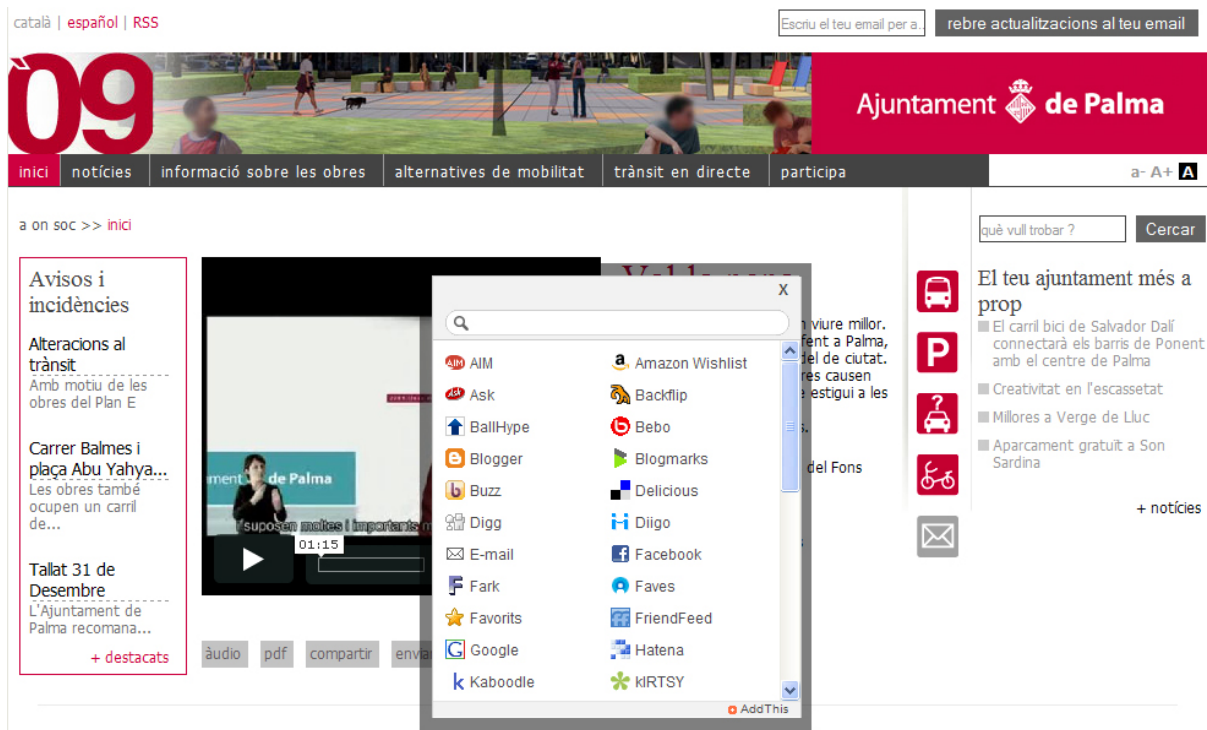 català | español | RSS
Escriu el teu email per a..
rebre actualitzacions al teu email
ò9
Ajuntament de Palma
inici
notícies
informació sobre les obres
alternatives de mobilitat
trànsit en directe
participa
a- A+ A
a on soc >> inici
què vull trobar ?
Cercar
Avisos i
incidències
Alteracions al
trànsit
Amb motiu de les
obres del Plan E
Carrer Balmes i
plaça Abu Yahya...
Les obres també
ocupen un carril
de...
Tallat 31 de
Desembre
L'Ajuntament de
Palma recomana...
+ destacats
ment de Palma
suposen moltes i importants m
01:15
àudio
pdf
compartir
X
AIM
Amazon Wishlist
Ask
Backflip
BallHype
Bebo
Blogger
Blogmarks
Buzz
Delicious
Digg
Diigo
E-mail
Facebook
Fark
Faves
Favorits
FriendFeed
Google
Hatena
Kaboodle
kIRTSY
AddThis
viure millor.
fent a Palma,
del de ciutat.
res causen
estigui a les
s.
del Fons
P
?
El teu ajuntament més a
prop
El carril bici de Salvador Dalí
connectarà els barris de Ponent
amb el centre de Palma
Creativitat en l'escassetat
Millores a Verge de Lluc
Aparcament gratuït a Son
Sardina
+ notícies